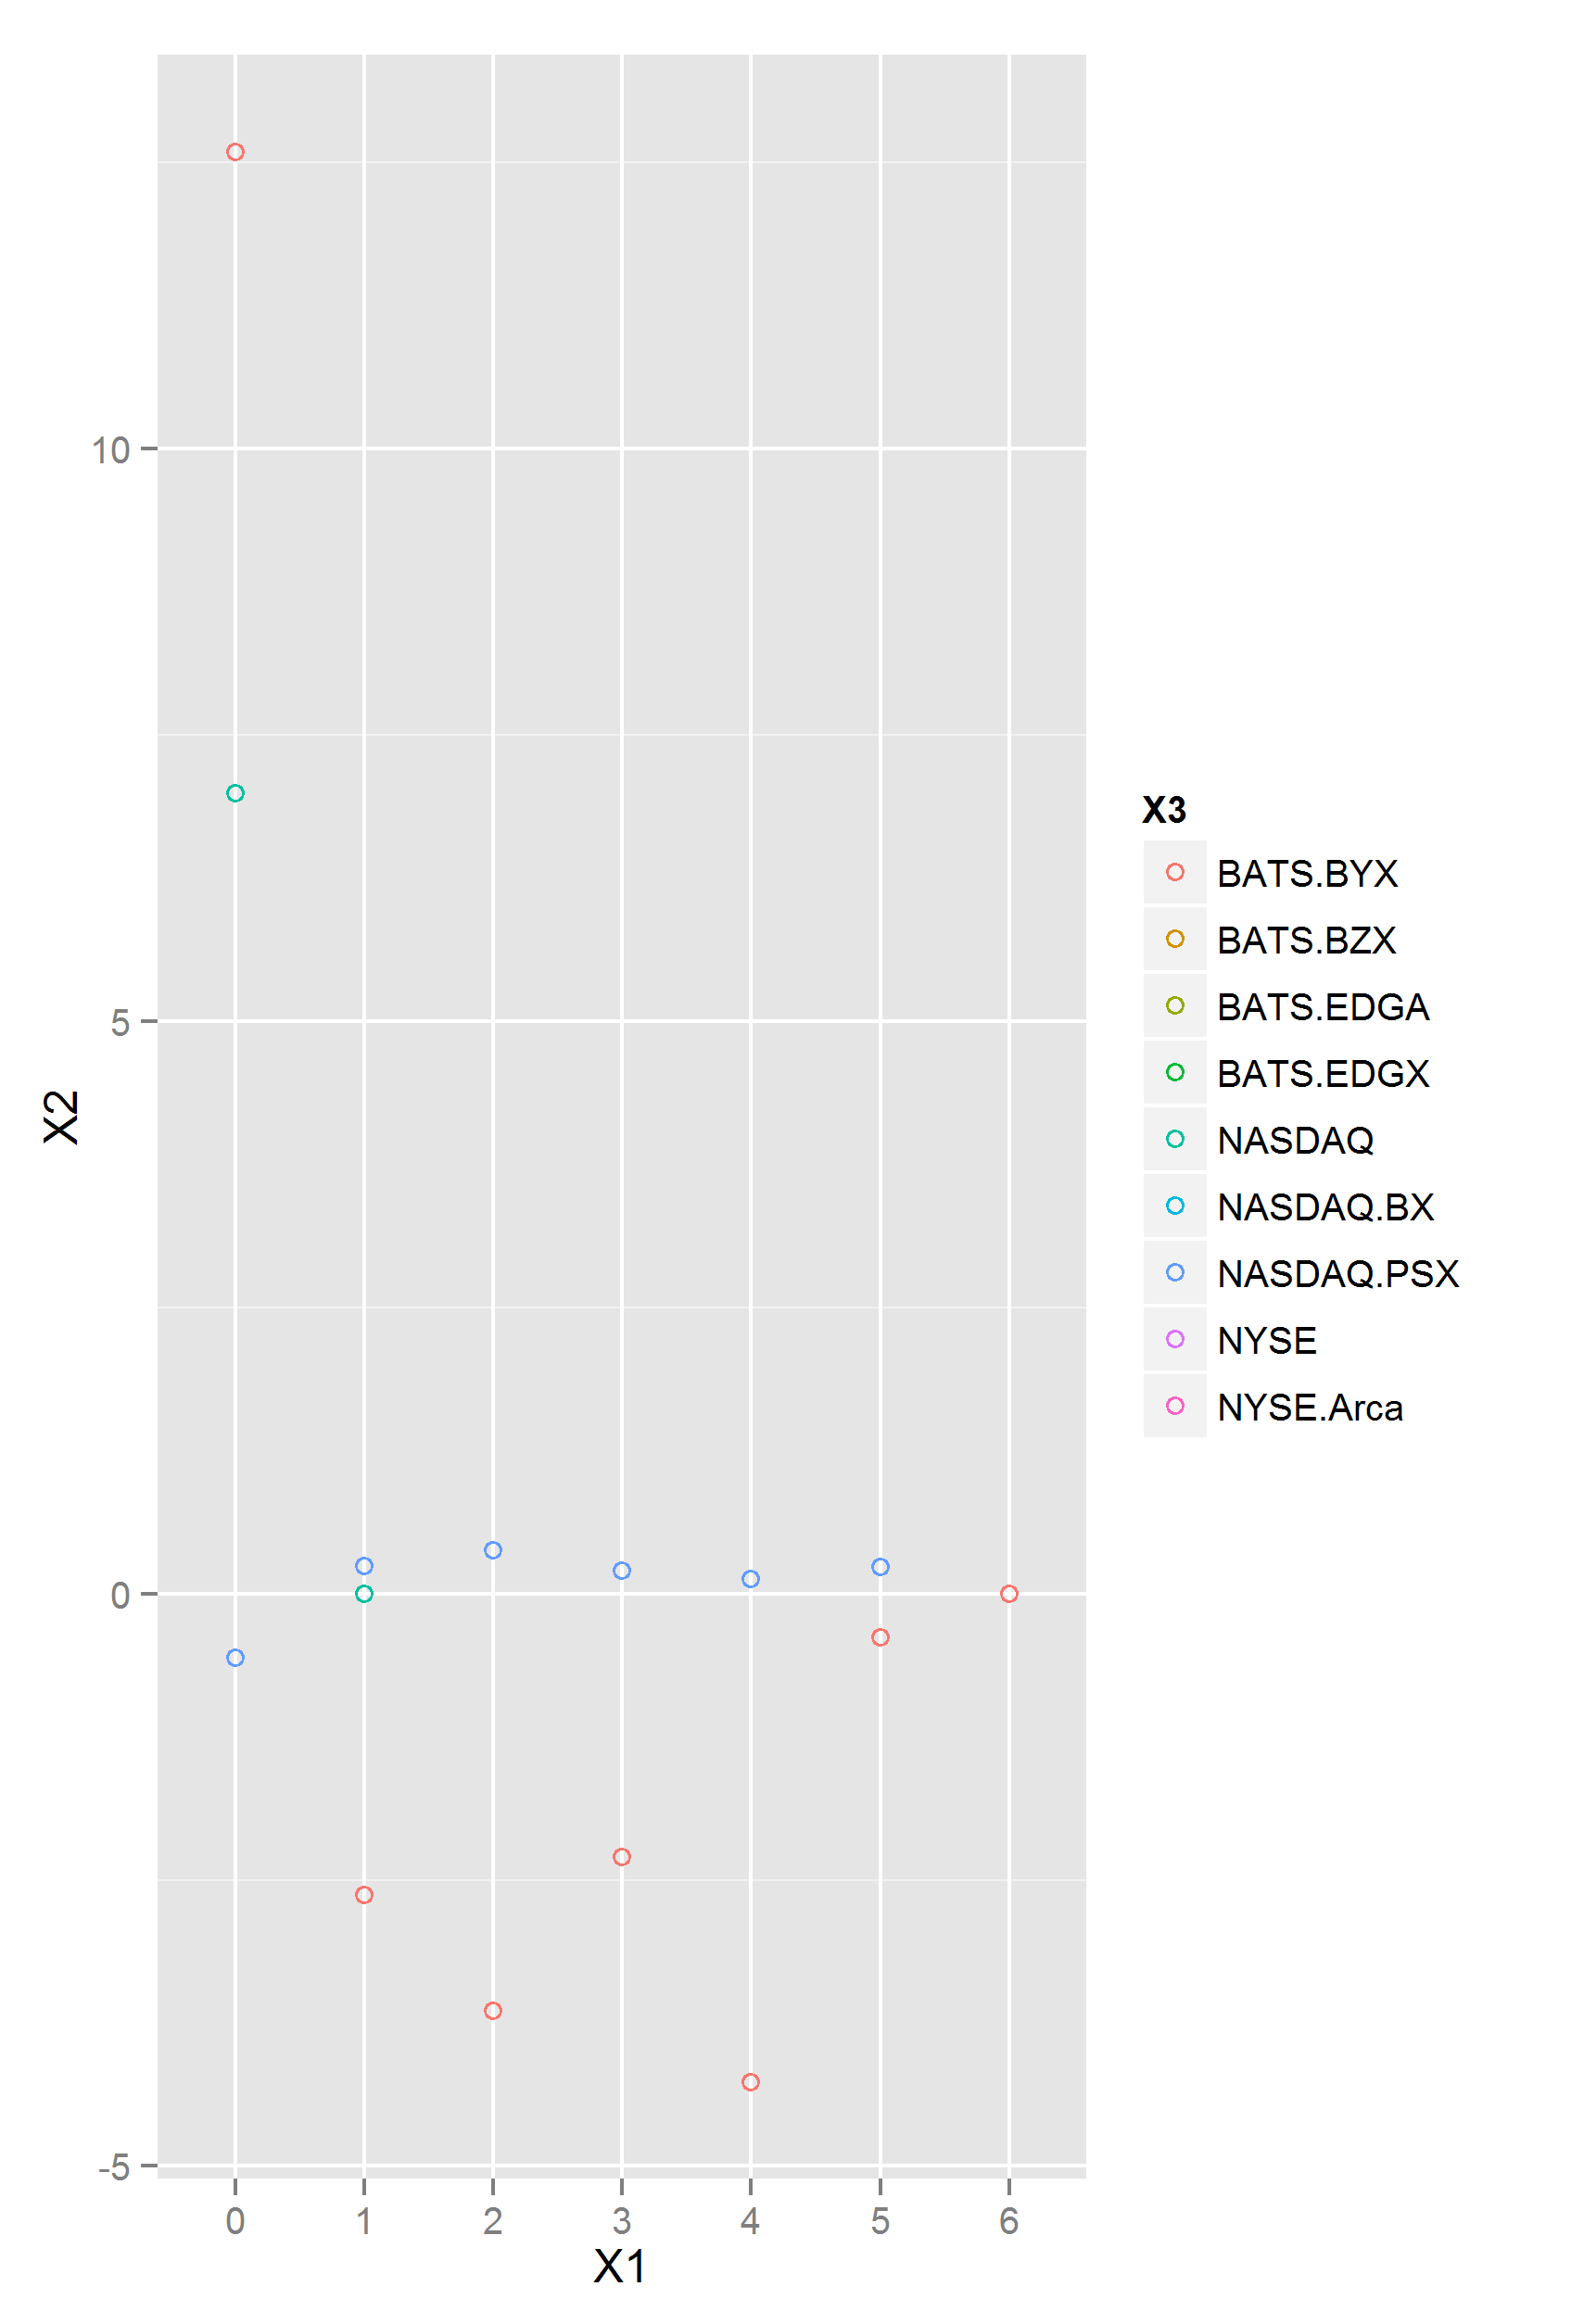 10
5
0
-5
X2
0 1 2 3 4 5 6
X1
X3
BATS.BYX
BATS.BZX
BATS.EDGA
BATS.EDGX
NASDAQ
NASDAQ.BX
NASDAQ.PSX
NYSE
NYSE.Arca